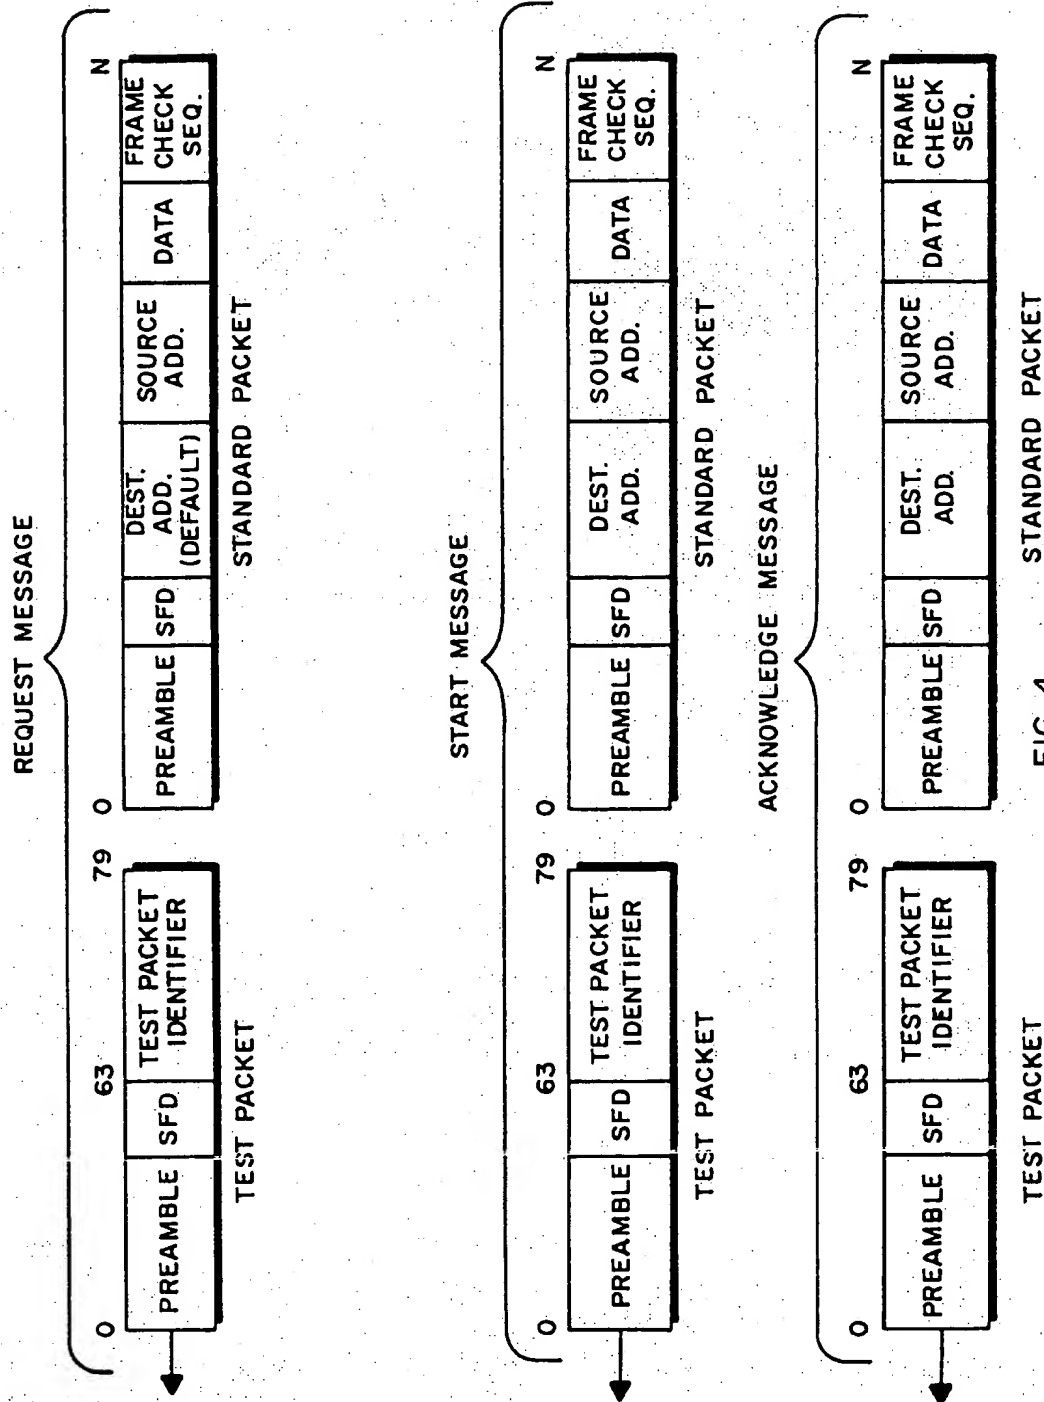 REQUEST MESSAGE
0 63 79 0 N
PREAMBLE SFD TEST PACKET IDENTIFIER PREAMBLE SFD DEST. ADD. (DEFAULT) SOURCE ADD. DATA FRAME CHECK SEQ.
TEST PACKET STANDARD PACKET
START MESSAGE
0 63 79 0 N
PREAMBLE SFD TEST PACKET IDENTIFIER PREAMBLE SFD DEST. ADD. SOURCE ADD. DATA FRAME CHECK SEQ.
TEST PACKET STANDARD PACKET
ACKNOWLEDGE MESSAGE
0 63 79 0 N
PREAMBLE SFD TEST PACKET IDENTIFIER PREAMBLE SFD DEST. ADD. SOURCE ADD. DATA FRAME CHECK SEQ.
TEST PACKET STANDARD PACKET
FIG. 4